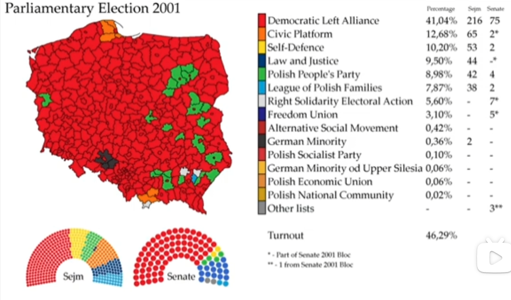 Parliamentary Election 2001
Percentage Sejm Senate
Democratic Left Alliance 41,04% 216 75
Civic Platform 12,68% 65 2*
Self-Defence 10,20% 53 2
Law and Justice 9,50% 44 -*
Polish People's Party 8,98% 42 4
League of Polish Families 7,87% 38 2
Right Solidarity Electoral Action 5,60% - 7*
Freedom Union 3,10% - 5*
Alternative Social Movement 0,42% - -
German Minority 0,36% 2 -
Polish Socialist Party 0,10% - -
German Minority od Upper Silesia 0,06% - -
Polish Economic Union 0,06% - -
Polish National Community 0,02% - -
Other lists - - 3**
Turnout 46,29%
* - Part of Senate 2001 Bloc
** - 1 from Senate 2001 Bloc
Sejm
Senate